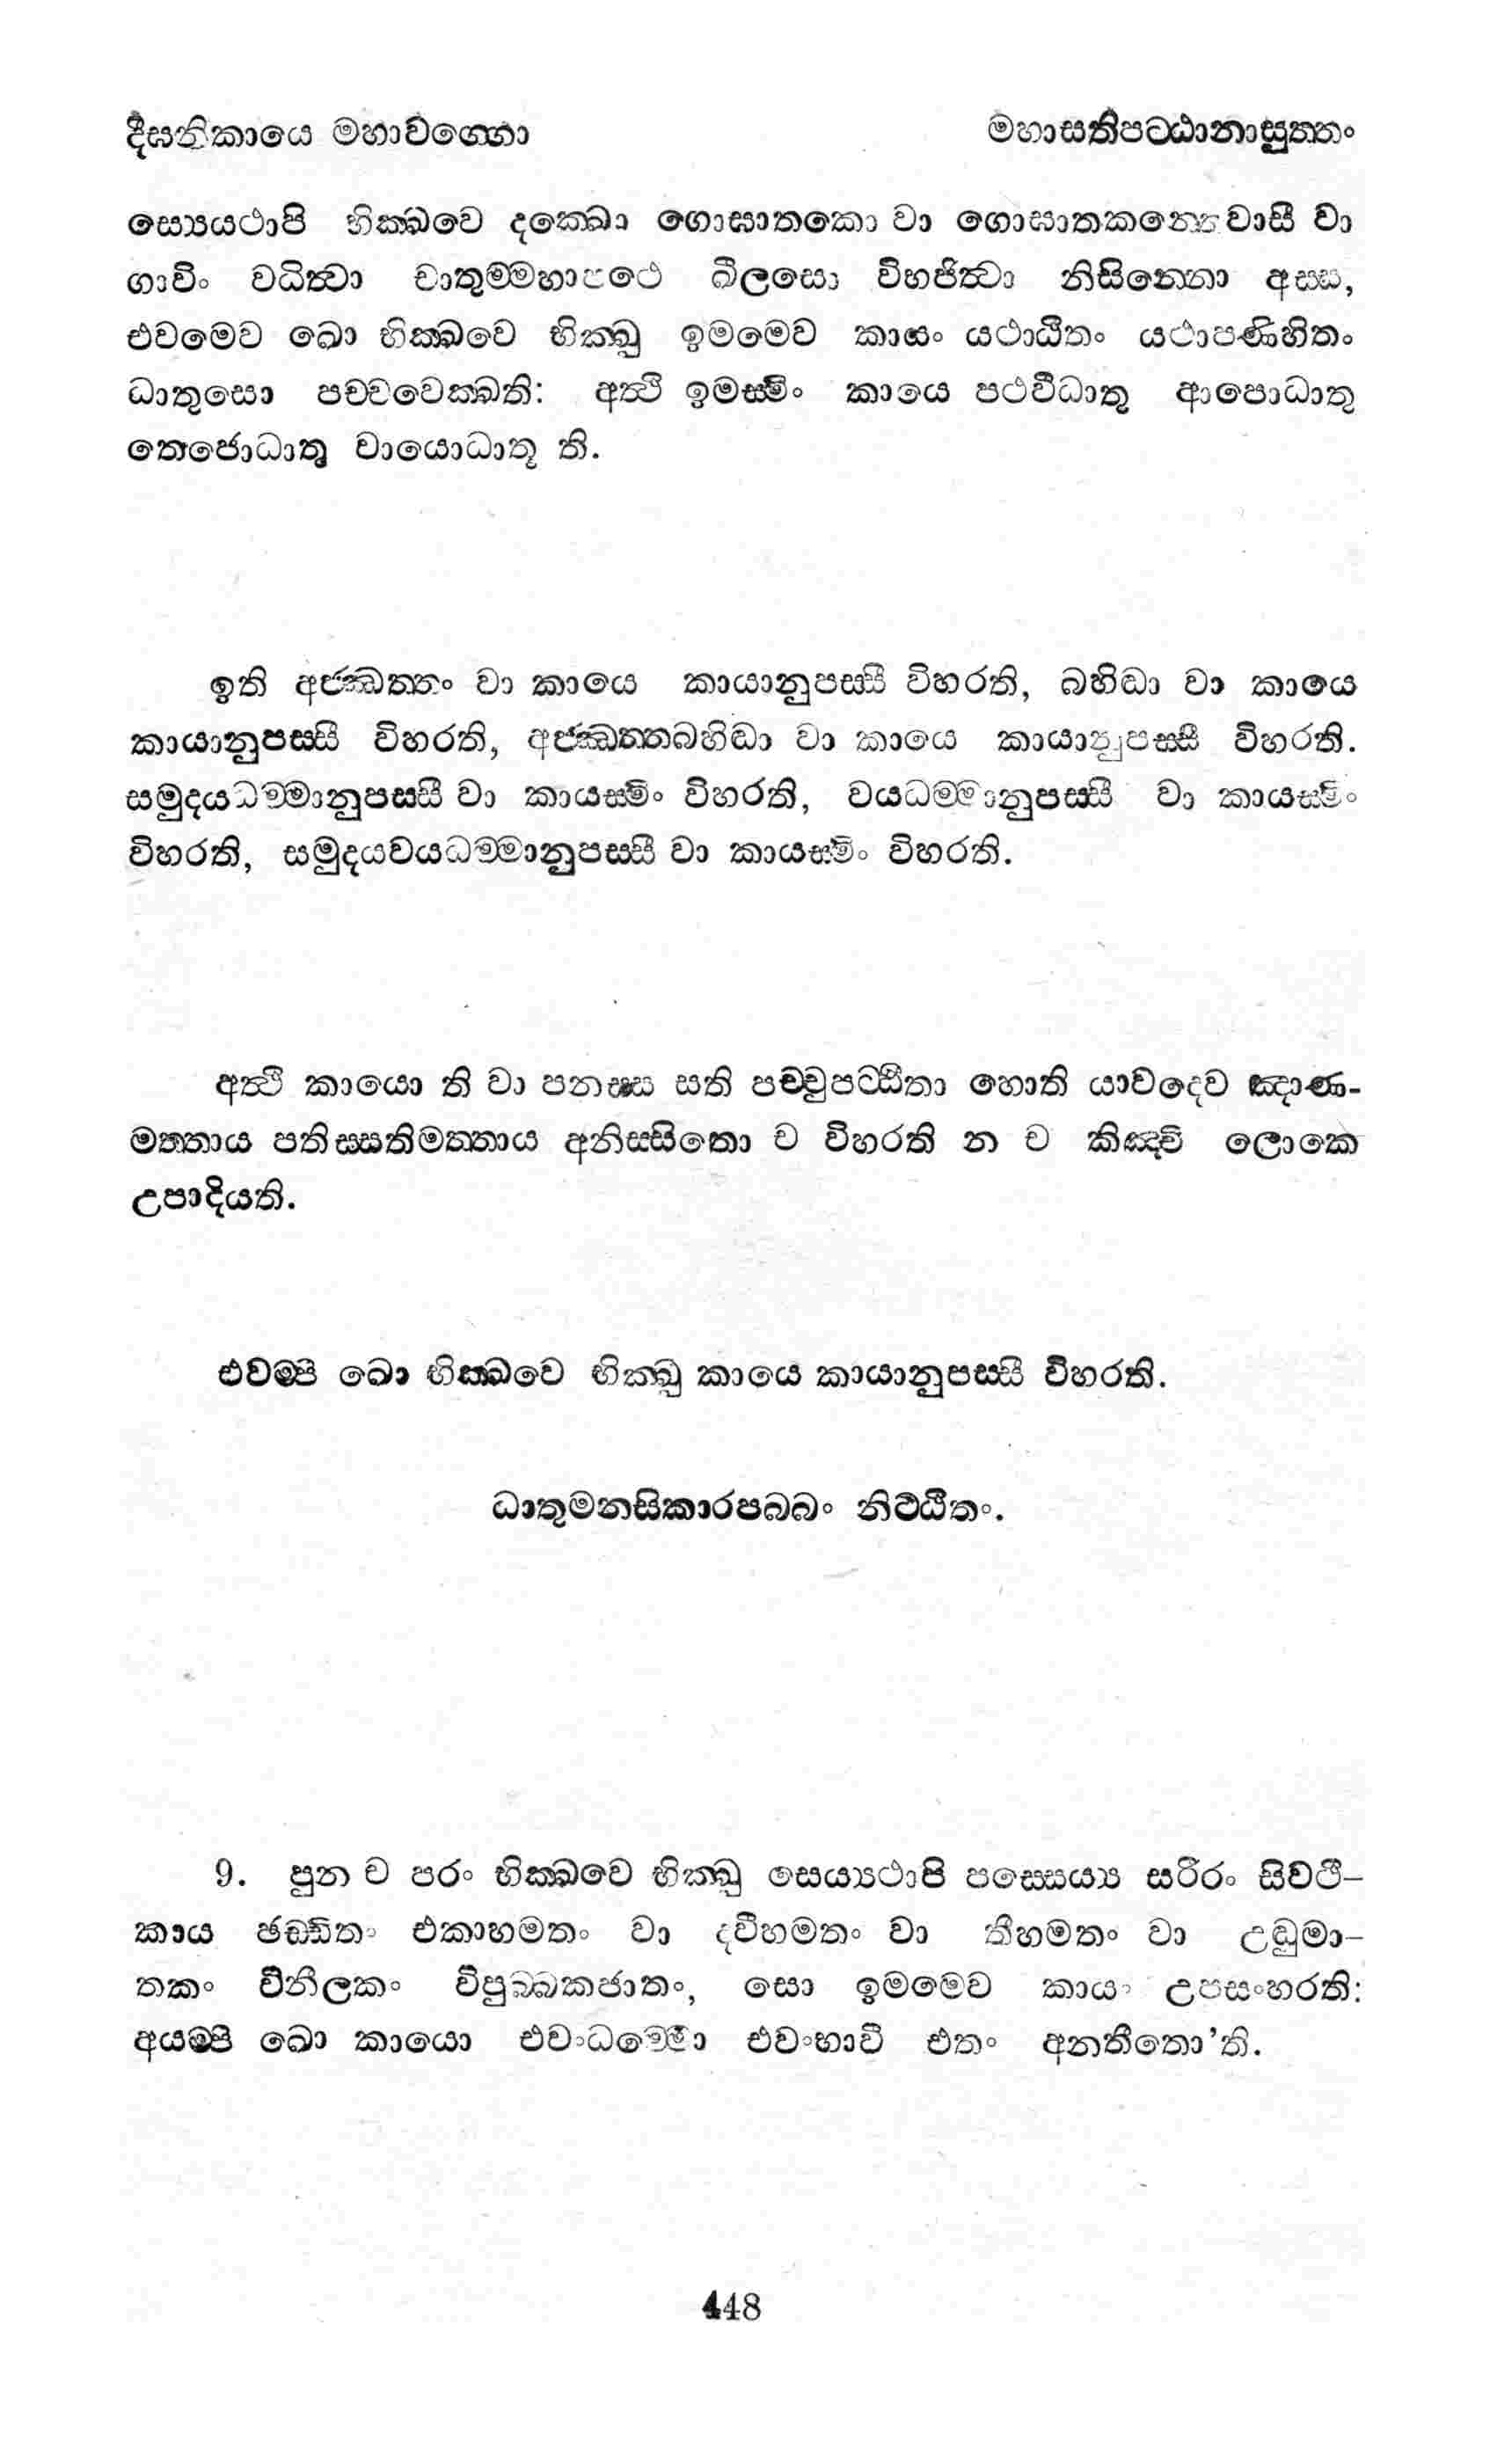 දීඝනිකායෙ මහාවග්ගො
මහාසතිපට්ඨානාසුත්තං
ස්යෙයථාපි භික්ඛවෙ දක්ඛො ගොඝාතකො වා ගොඝාතකන්තෙවාසී වා
ගාවිං වධිත්වා චාතුම්මහාපථෙ ඛීලසො විභජිත්වා නිසින්නො අස්ස,
එවමෙව ඛො භික්ඛවෙ භික්ඛු ඉමමෙව කායං යථාඨිතං යථාපණිහිතං
ධාතුසො පච්චවෙක්ඛති: අත්ථි ඉමස්මිං කායෙ පථවීධාතු ආපොධාතු
තෙජොධාතු වායොධාතූ ති.
ඉති අජ්ඣත්තං වා කායෙ කායානුපස්සී විහරති, බහිද්ධා වා කායෙ
කායානුපස්සී විහරති, අජ්ඣත්තබහිද්ධා වා කායෙ කායානුපස්සී විහරති.
සමුදයධම්මානුපස්සී වා කායස්මිං විහරති, වයධම්මානුපස්සී වා කායස්මිං
විහරති, සමුදයවයධම්මානුපස්සී වා කායස්මිං විහරති.
අත්ථි කායො ති වා පනස්ස සති පච්චුපට්ඨිතා හොති යාවදෙව ඤාණ-
මත්තාය පතිස්සතිමත්තාය අනිස්සිතො ච විහරති න ච කිඤ්චි ලොකෙ
උපාදියති.
එවම්පි ඛො භික්ඛවෙ භික්ඛු කායෙ කායානුපස්සී විහරති.
ධාතුමනසිකාරපබ්බං නිට්ඨිතං.
9. පුන ච පරං භික්ඛවෙ භික්ඛු සෙය්‍යථාපි පස්සෙය්‍ය සරීරං සිවථී-
කාය ඡඩ්ඩිතං එකාහමතං වා ද්වීහමතං වා තීහමතං වා උද්ධුමා-
තකං විනීලකං විපුබ්බකජාතං, සො ඉමමෙව කායං උපසංහරති:
අයම්පි ඛො කායො එවංධම්මො එවංභාවී එතං අනතීතො'ති.
448